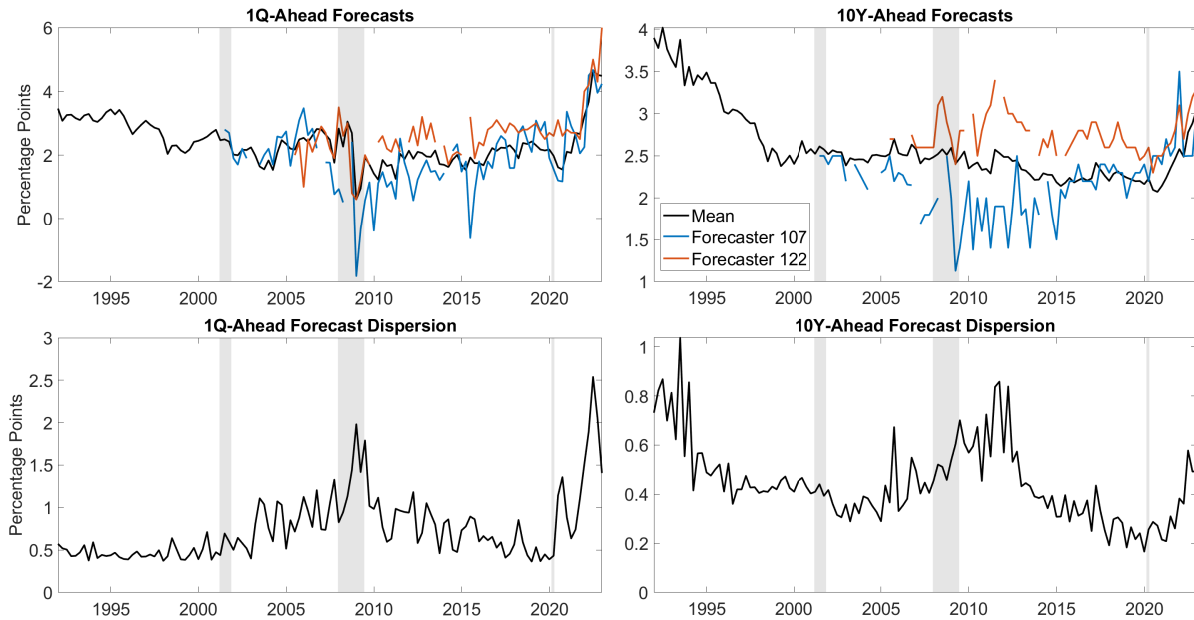 1Q-Ahead Forecasts
Percentage Points
6
4
2
0
-2
1995 2000 2005 2010 2015 2020
10Y-Ahead Forecasts
4
3.5
3
2.5
2
1.5
1
Mean
Forecaster 107
Forecaster 122
1995 2000 2005 2010 2015 2020
1Q-Ahead Forecast Dispersion
Percentage Points
3
2.5
2
1.5
1
0.5
0
1995 2000 2005 2010 2015 2020
10Y-Ahead Forecast Dispersion
1
0.8
0.6
0.4
0.2
0
1995 2000 2005 2010 2015 2020